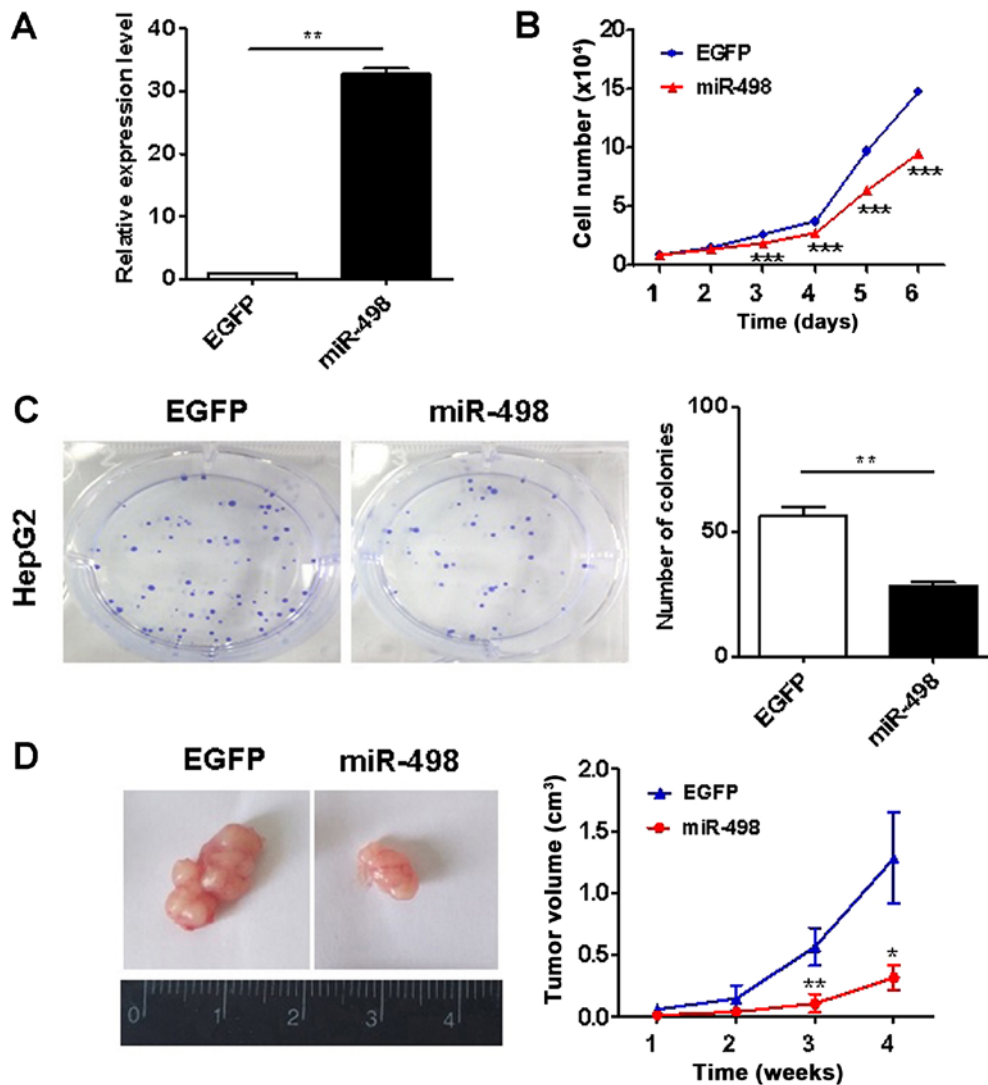 A
Relative expression level
40
30
20
10
0
**
EGFP
miR-498
B
Cell number (x10⁴)
20
15
10
5
0
EGFP
miR-498
***
***
***
***
1 2 3 4 5 6
Time (days)
C
EGFP
miR-498
HepG2
Number of colonies
100
50
0
**
EGFP
miR-498
D
EGFP
miR-498
0 1 2 3 4
Tumor volume (cm³)
2.0
1.5
1.0
0.5
0.0
EGFP
miR-498
**
*
1 2 3 4
Time (weeks)